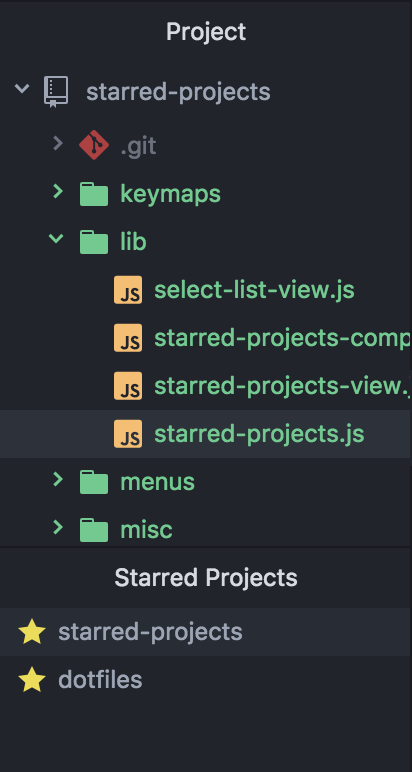 Project
starred-projects
.git
keymaps
lib
JS select-list-view.js
JS starred-projects-comp
JS starred-projects-view.
JS starred-projects.js
menus
misc
Starred Projects
starred-projects
dotfiles